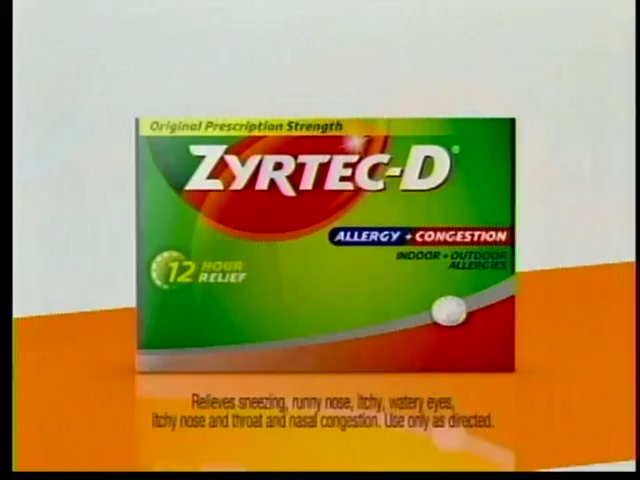 Original Prescription Strength
ZYRTEC-D®
ALLERGY + CONGESTION
INDOOR + OUTDOOR
ALLERGIES
12 HOUR
RELIEF
Relieves sneezing, runny nose, itchy, watery eyes,
itchy nose and throat and nasal congestion. Use only as directed.